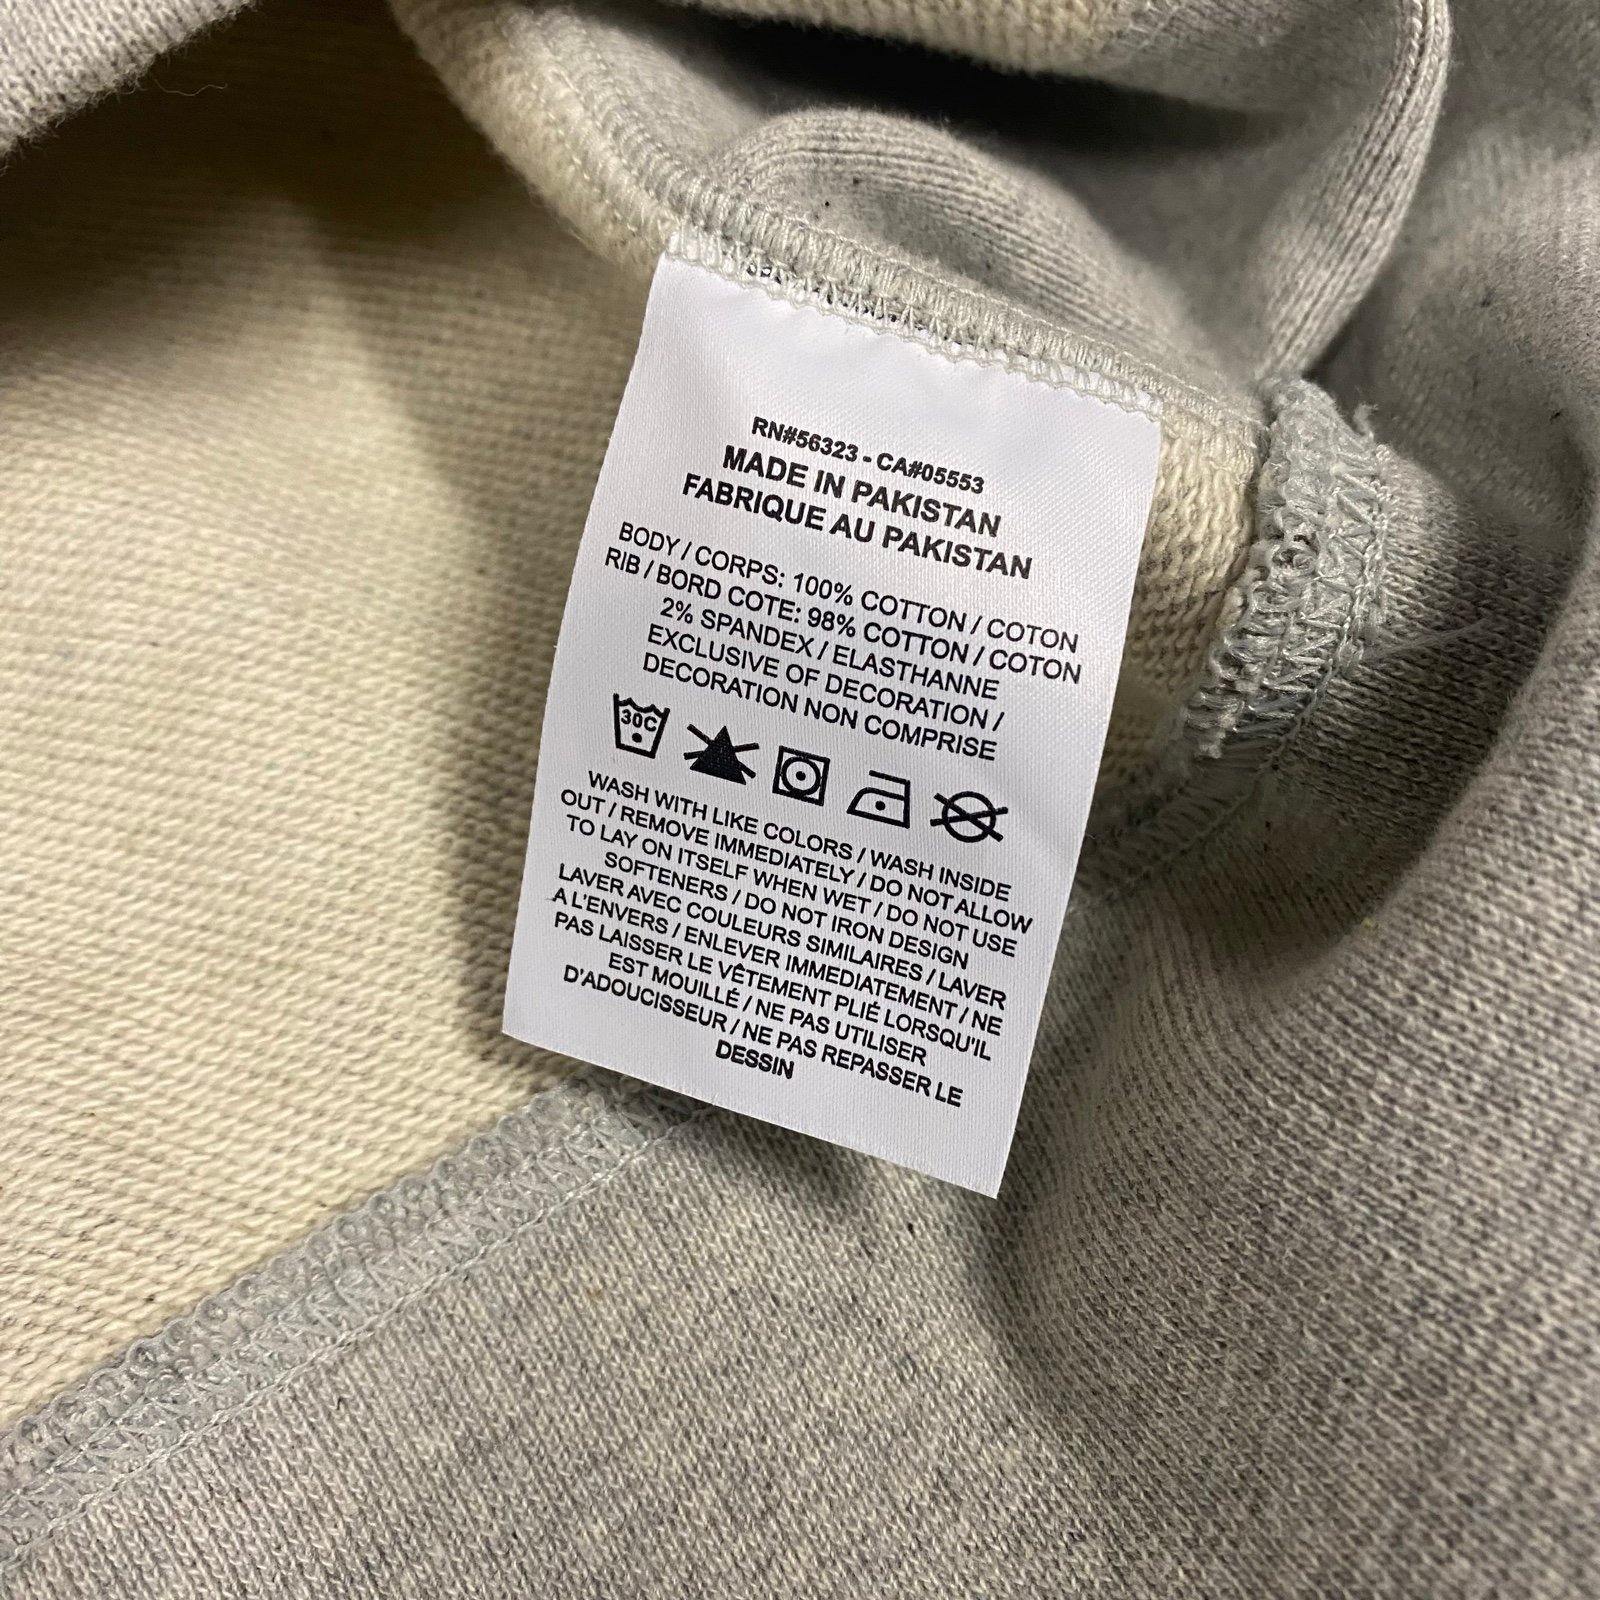 RN#56323 - CA#05553
MADE IN PAKISTAN
FABRIQUE AU PAKISTAN
BODY / CORPS: 100% COTTON / COTON
RIB / BORD COTE: 98% COTTON / COTON
2% SPANDEX / ELASTHANNE
EXCLUSIVE OF DECORATION /
DECORATION NON COMPRISE
30C
WASH WITH LIKE COLORS / WASH INSIDE
OUT / REMOVE IMMEDIATELY / DO NOT ALLOW
TO LAY ON ITSELF WHEN WET / DO NOT USE
SOFTENERS / DO NOT IRON DESIGN
LAVER AVEC COULEURS SIMILAIRES / LAVER
A L'ENVERS / ENLEVER IMMEDIATEMENT / NE
PAS LAISSER LE VÊTEMENT PLIÉ LORSQU'IL
EST MOUILLÉ / NE PAS UTILISER
D'ADOUCISSEUR / NE PAS REPASSER LE
DESSIN